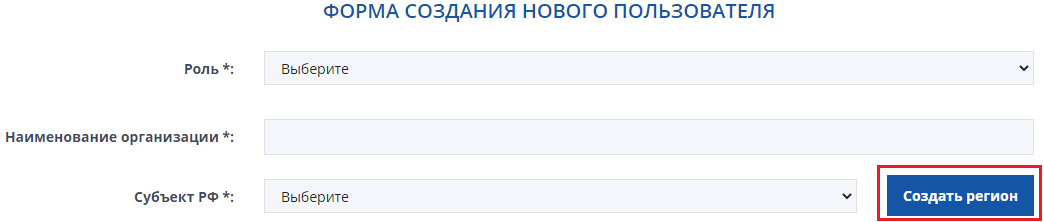 ФОРМА СОЗДАНИЯ НОВОГО ПОЛЬЗОВАТЕЛЯ
Роль *: Выберите
Наименование организации *:
Субъект РФ *: Выберите Создать регион